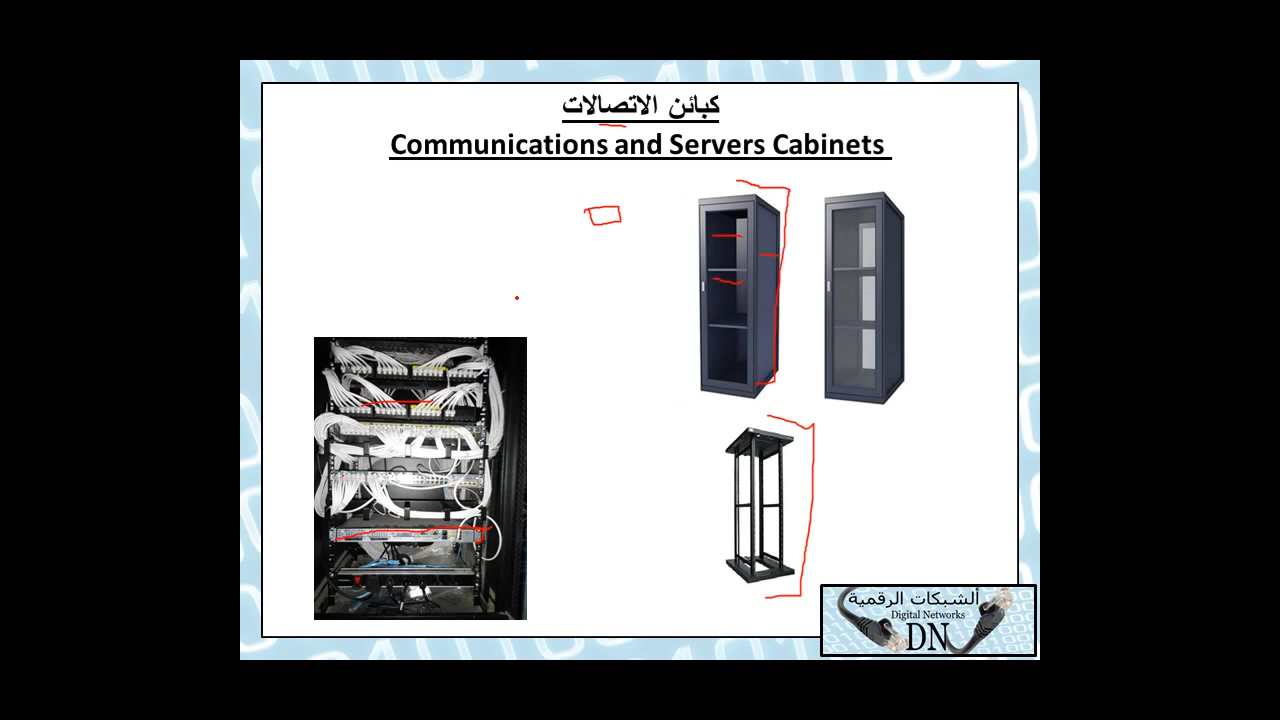 كبائن الاتصالات
Communications and Servers Cabinets
ألشبكات الرقمية
Digital Networks
DN